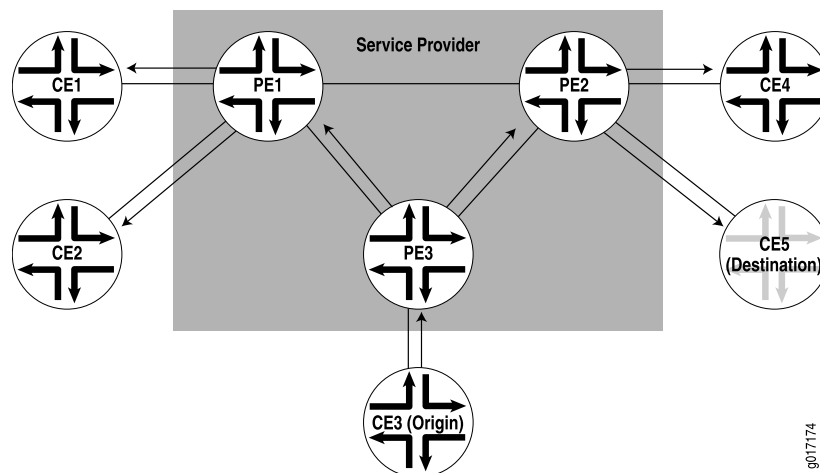 Service Provider
CE1
PE1
PE2
CE4
CE2
PE3
CE5
(Destination)
CE3 (Origin)
g017174